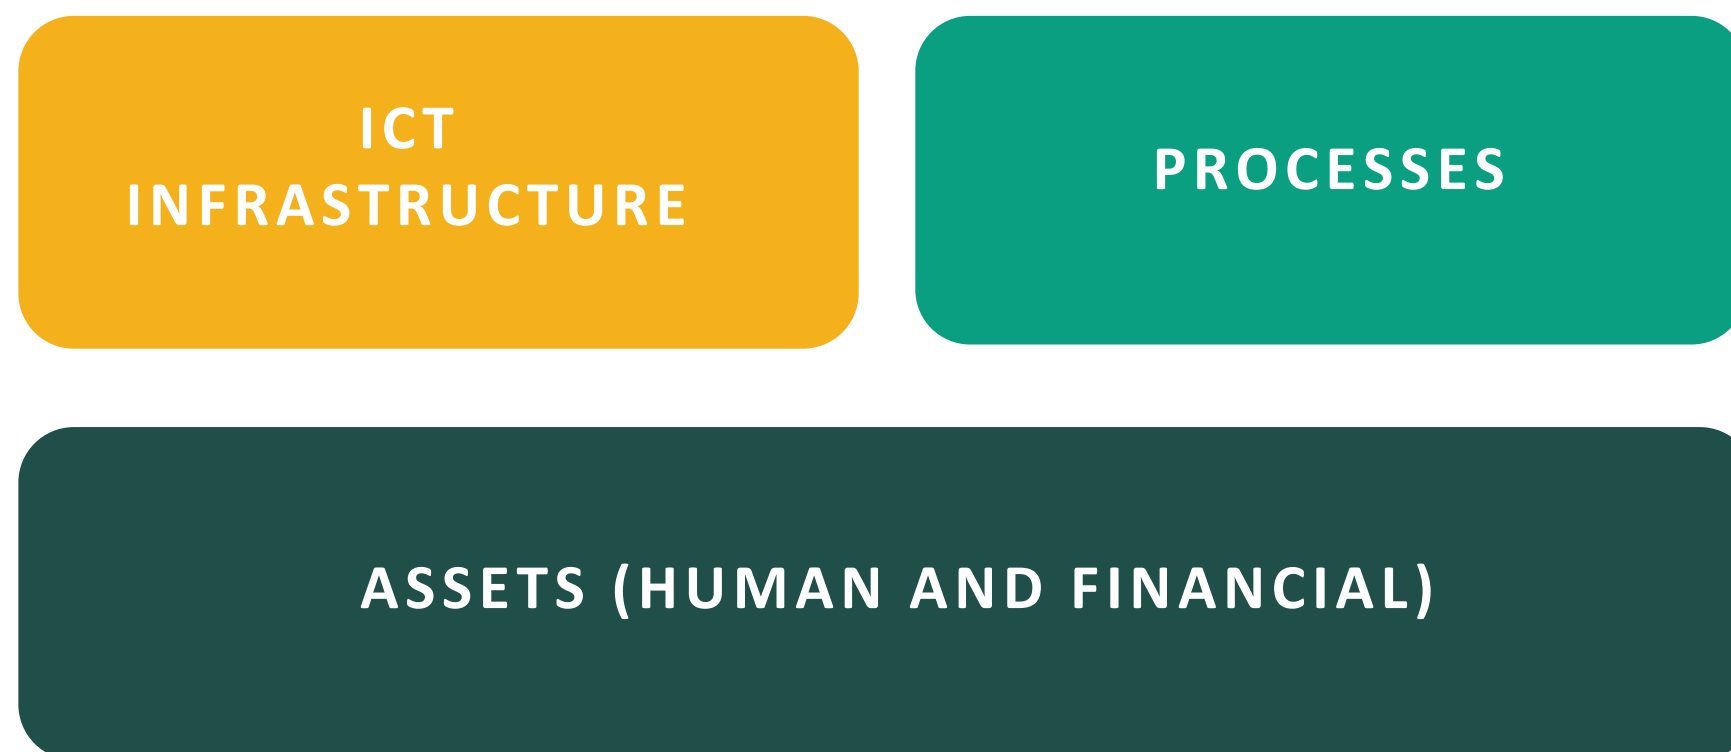 ICT
INFRASTRUCTURE
PROCESSES
ASSETS (HUMAN AND FINANCIAL)